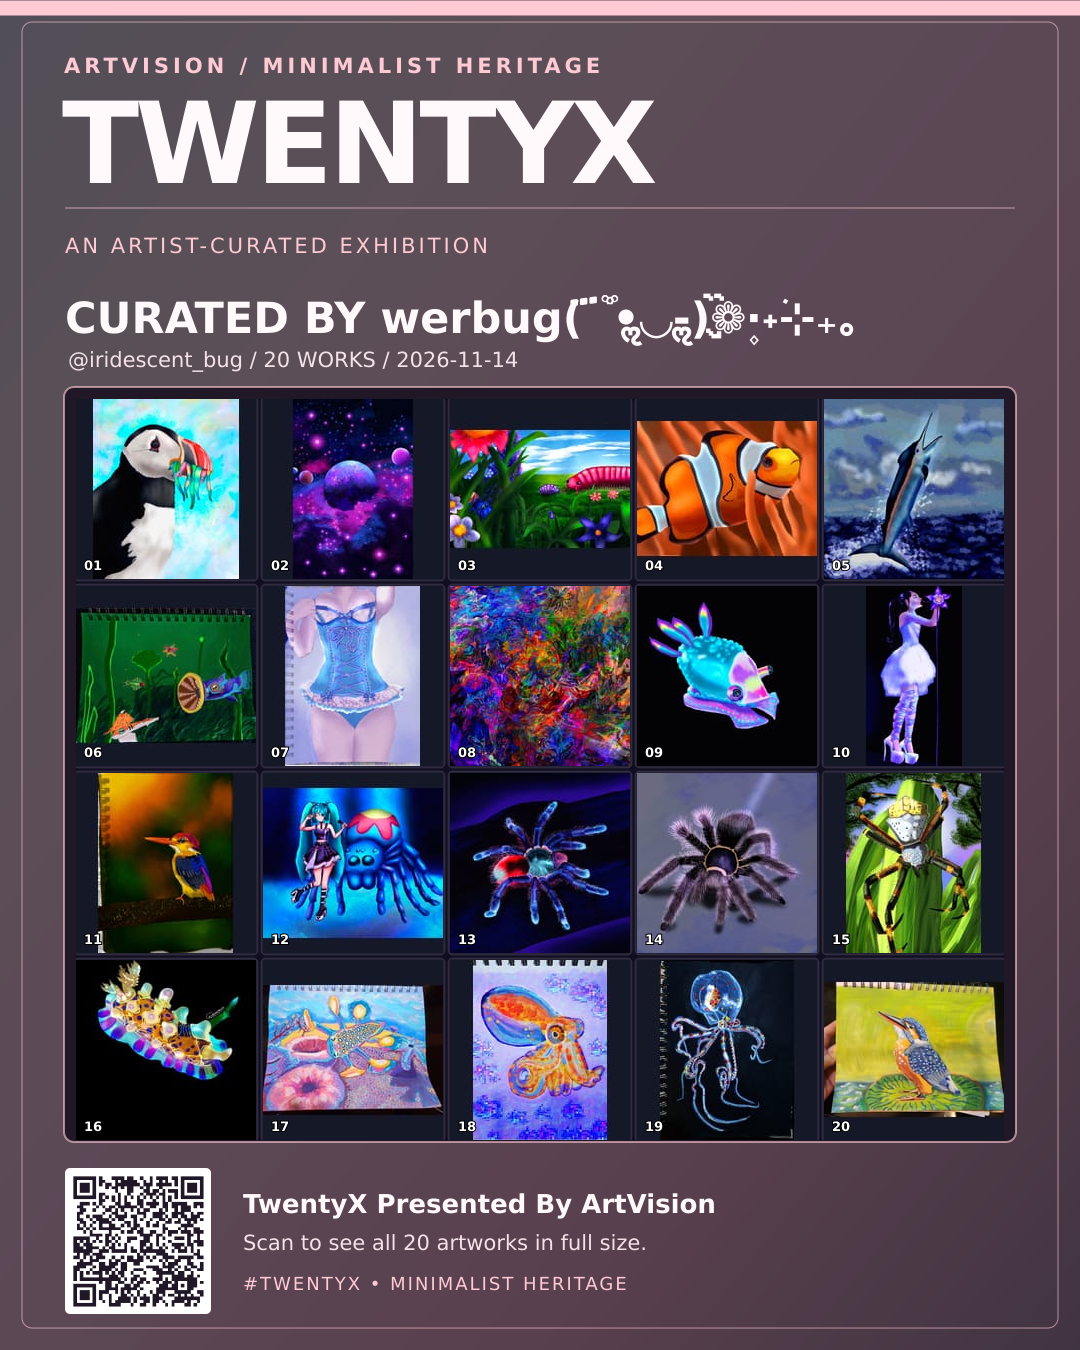 ARTVISION / MINIMALIST HERITAGE
TWENTYX
AN ARTIST-CURATED EXHIBITION
CURATED BY werbug
@iridescent_bug / 20 WORKS / 2026-11-14
01
02
03
04
05
06
07
08
09
10
11
12
13
14
15
16
17
18
19
20
TwentyX Presented By ArtVision
Scan to see all 20 artworks in full size.
#TWENTYX • MINIMALIST HERITAGE